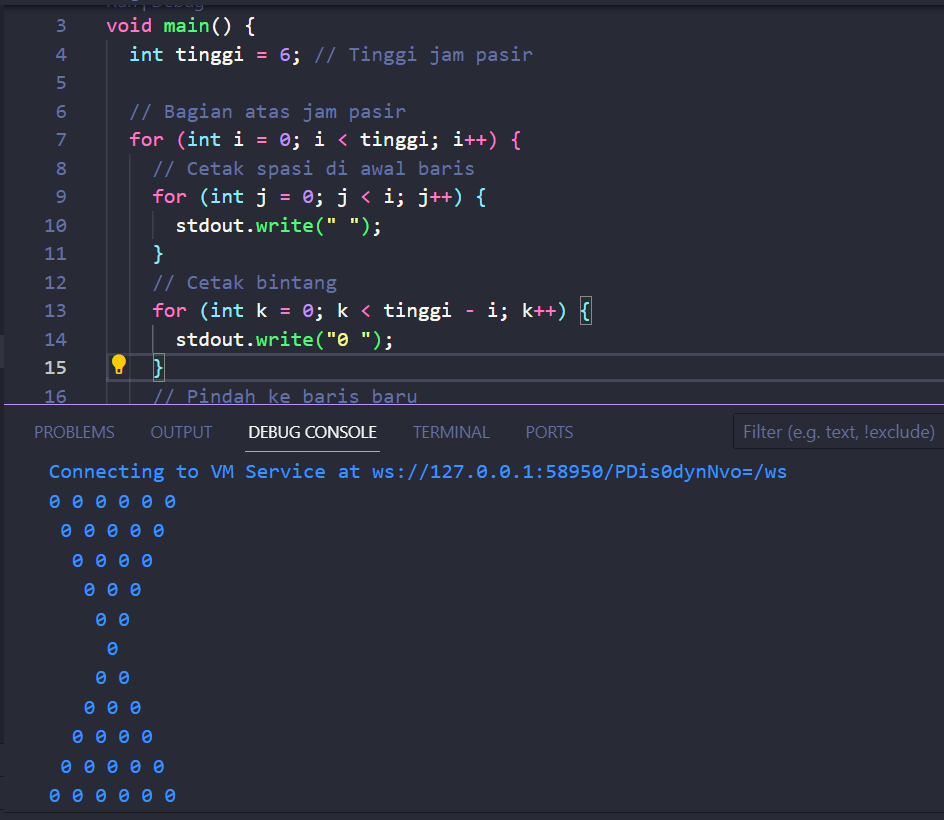 3 void main() {
4 int tinggi = 6; // Tinggi jam pasir
5
6 // Bagian atas jam pasir
7 for (int i = 0; i < tinggi; i++) {
8 // Cetak spasi di awal baris
9 for (int j = 0; j < i; j++) {
10 stdout.write(" ");
11 }
12 // Cetak bintang
13 for (int k = 0; k < tinggi - i; k++) {
14 stdout.write("0 ");
15 }
16 // Pindah ke baris baru
PROBLEMS OUTPUT DEBUG CONSOLE TERMINAL PORTS Filter (e.g. text, !exclude)
Connecting to VM Service at ws://127.0.0.1:58950/PDis0dynNvo=/ws
0 0 0 0 0 0
0 0 0 0 0
0 0 0 0
0 0 0
0 0
0
0 0
0 0 0
0 0 0 0
0 0 0 0 0
0 0 0 0 0 0